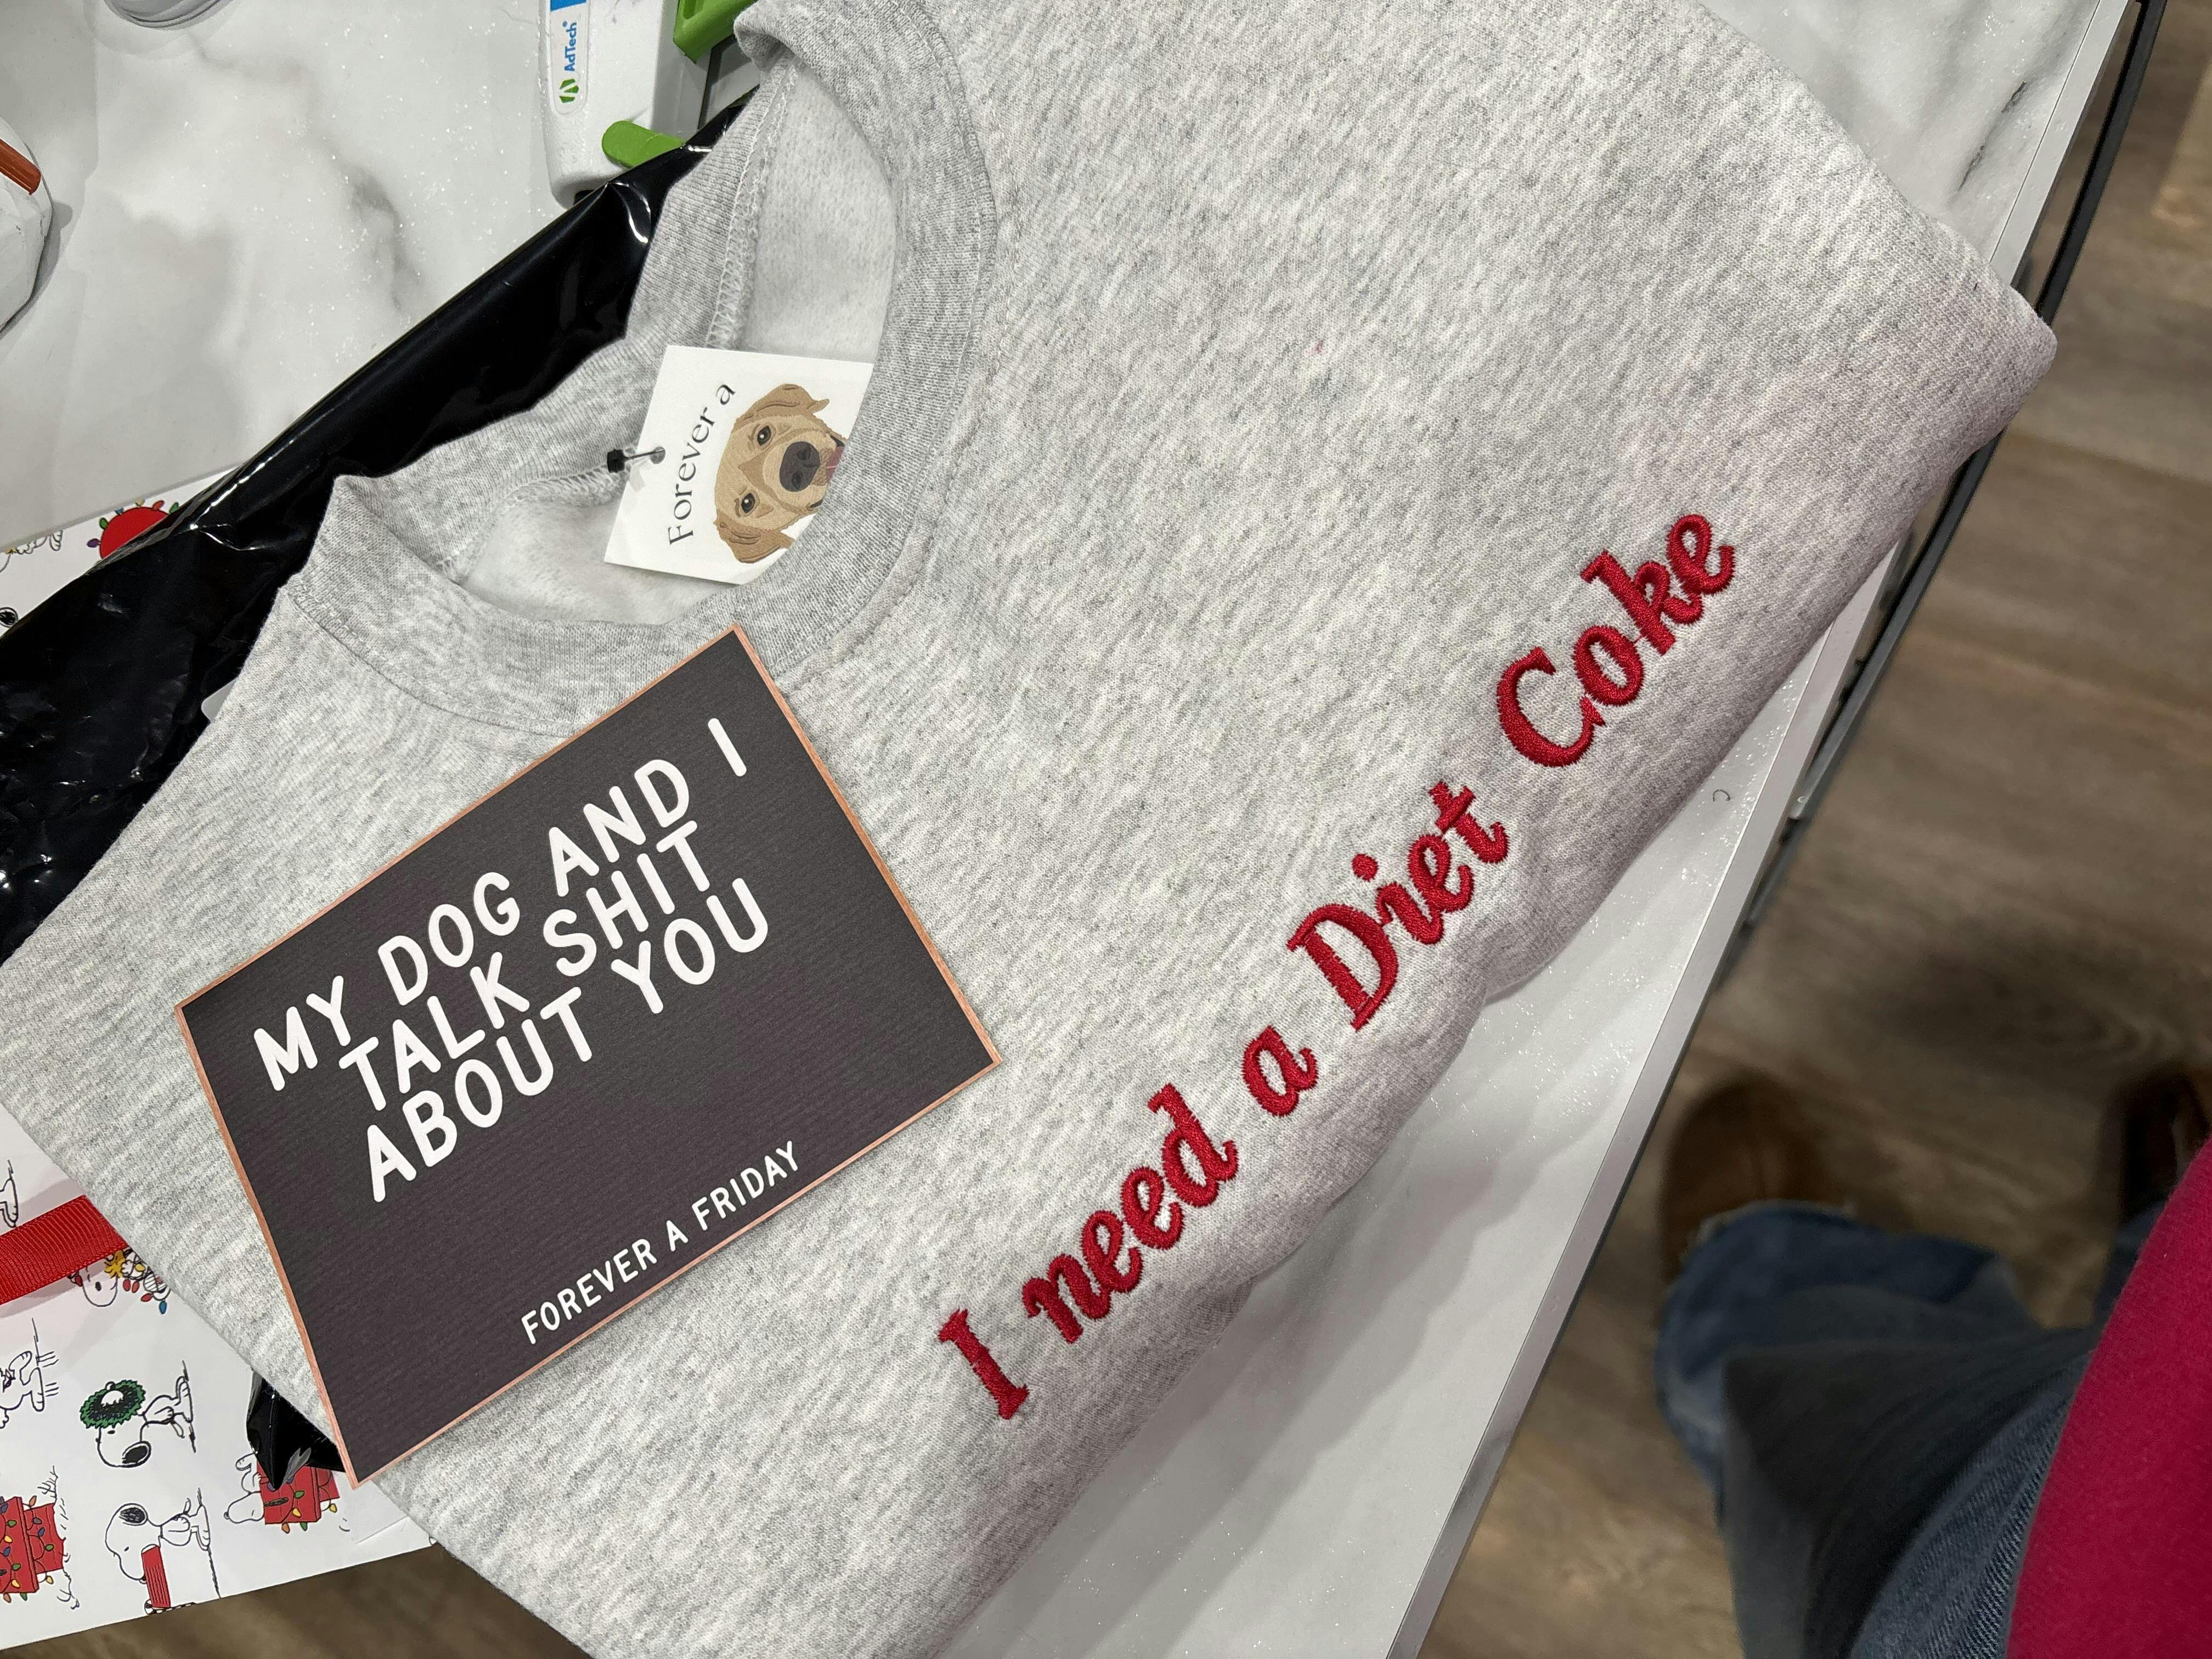 AdTech®
Forever a
I need a Diet Coke
MY DOG AND I
TALK SHIT
ABOUT YOU
FOREVER A FRIDAY